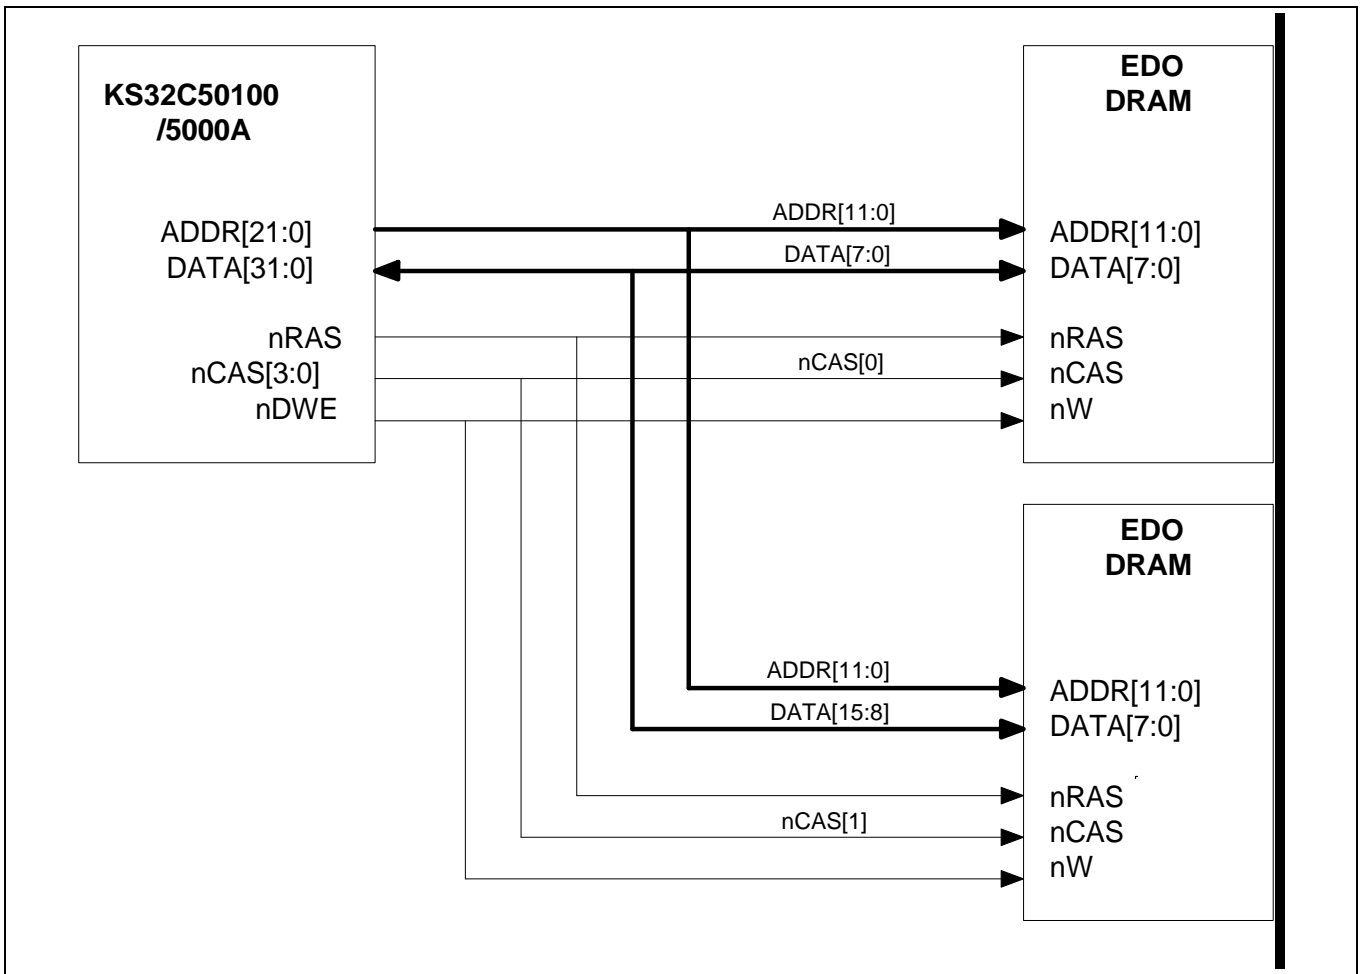 KS32C50100
/5000A
ADDR[21:0]
DATA[31:0]
nRAS
nCAS[3:0]
nDWE
ADDR[11:0]
DATA[7:0]
nCAS[0]
EDO
DRAM
ADDR[11:0]
DATA[7:0]
nRAS
nCAS
nW
ADDR[11:0]
DATA[15:8]
nCAS[1]
EDO
DRAM
ADDR[11:0]
DATA[7:0]
nRAS
nCAS
nW